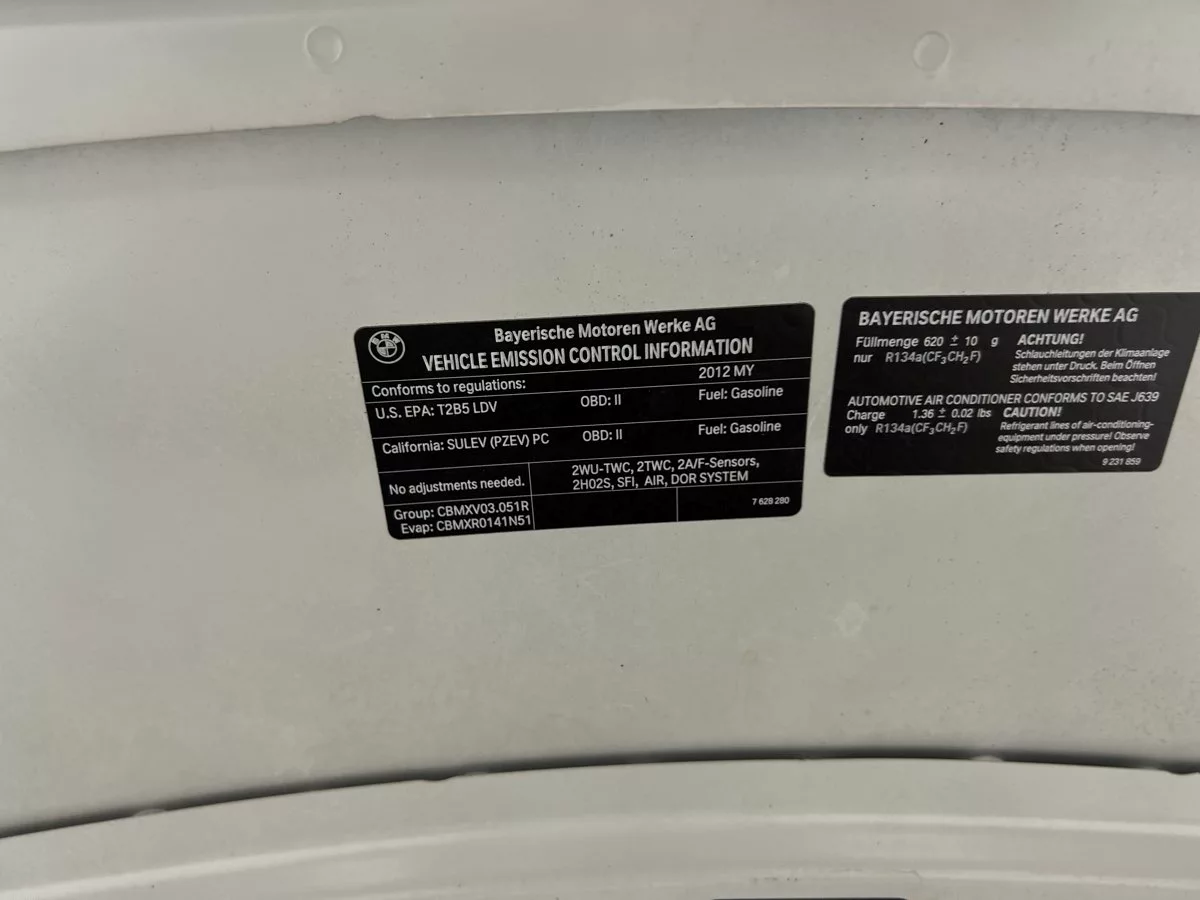 BMW
Bayerische Motoren Werke AG
VEHICLE EMISSION CONTROL INFORMATION
Conforms to regulations: 2012 MY
U.S. EPA: T2B5 LDV OBD: II Fuel: Gasoline
California: SULEV (PZEV) PC OBD: II Fuel: Gasoline
No adjustments needed.
2WU-TWC, 2TWC, 2A/F-Sensors,
2HO2S, SFI, AIR, DOR SYSTEM
Group: CBMXV03.051R
Evap: CBMXR0141N51
7 628 280
BAYERISCHE MOTOREN WERKE AG
Füllmenge 620 ± 10 g
nur R134a(CF₃CH₂F)
ACHTUNG!
Schlauchleitungen der Klimaanlage
stehen unter Druck. Beim Öffnen
Sicherheitsvorschriften beachten!
AUTOMOTIVE AIR CONDITIONER CONFORMS TO SAE J639
Charge 1.36 ± 0.02 lbs
only R134a(CF₃CH₂F)
CAUTION!
Refrigerant lines of air-conditioning-
equipment under pressure! Observe
safety regulations when opening!
9 231 859